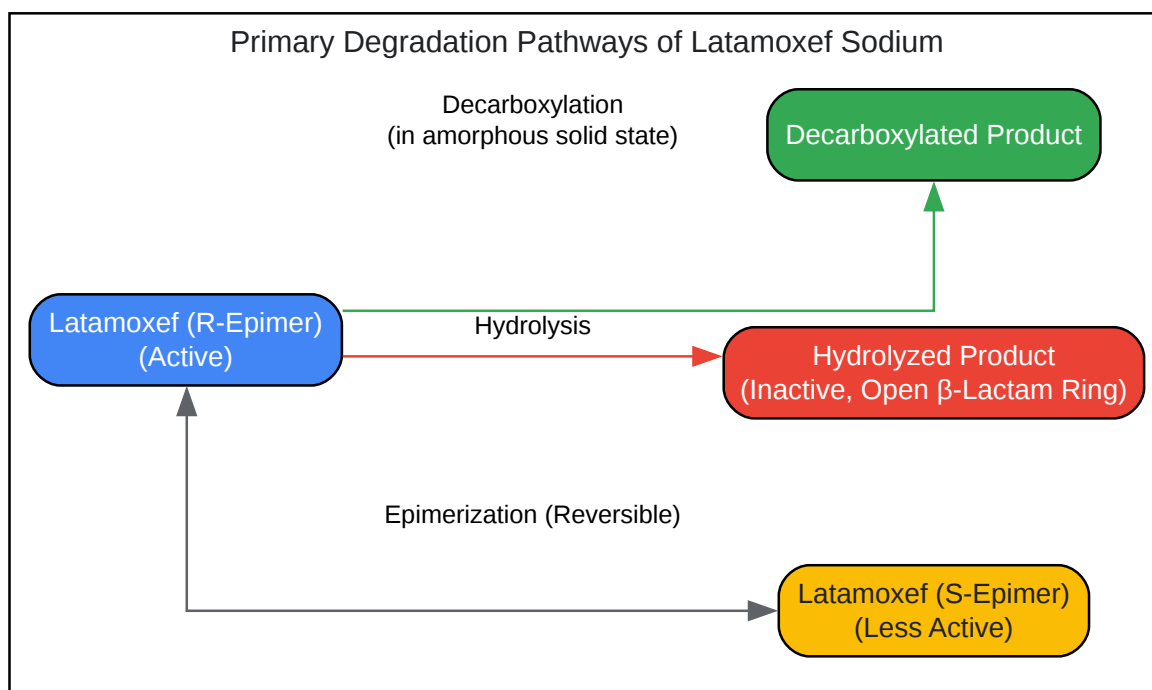 Primary Degradation Pathways of Latamoxef Sodium
Decarboxylation
(in amorphous solid state)
Decarboxylated Product
Latamoxef (R-Epimer)
(Active)
Hydrolysis
Hydrolyzed Product
(Inactive, Open β-Lactam Ring)
Epimerization (Reversible)
Latamoxef (S-Epimer)
(Less Active)